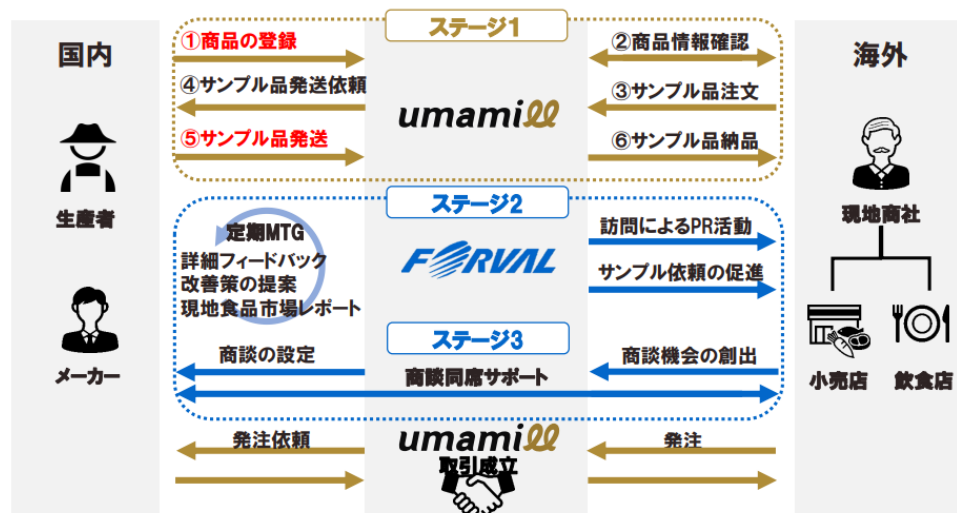 国内
生産者
メーカー
ステージ1
①商品の登録
②商品情報確認
④サンプル品発送依頼
③サンプル品注文
umamill
⑤サンプル品発送
⑥サンプル品納品
ステージ2
定期MTG
詳細フィードバック
改善策の提案
現地食品市場レポート
FORVAL
訪問によるPR活動
サンプル依頼の促進
ステージ3
商談の設定
商談機会の創出
商談同席サポート
発注依頼
umamill
発注
取引成立
海外
現地商社
小売店
飲食店